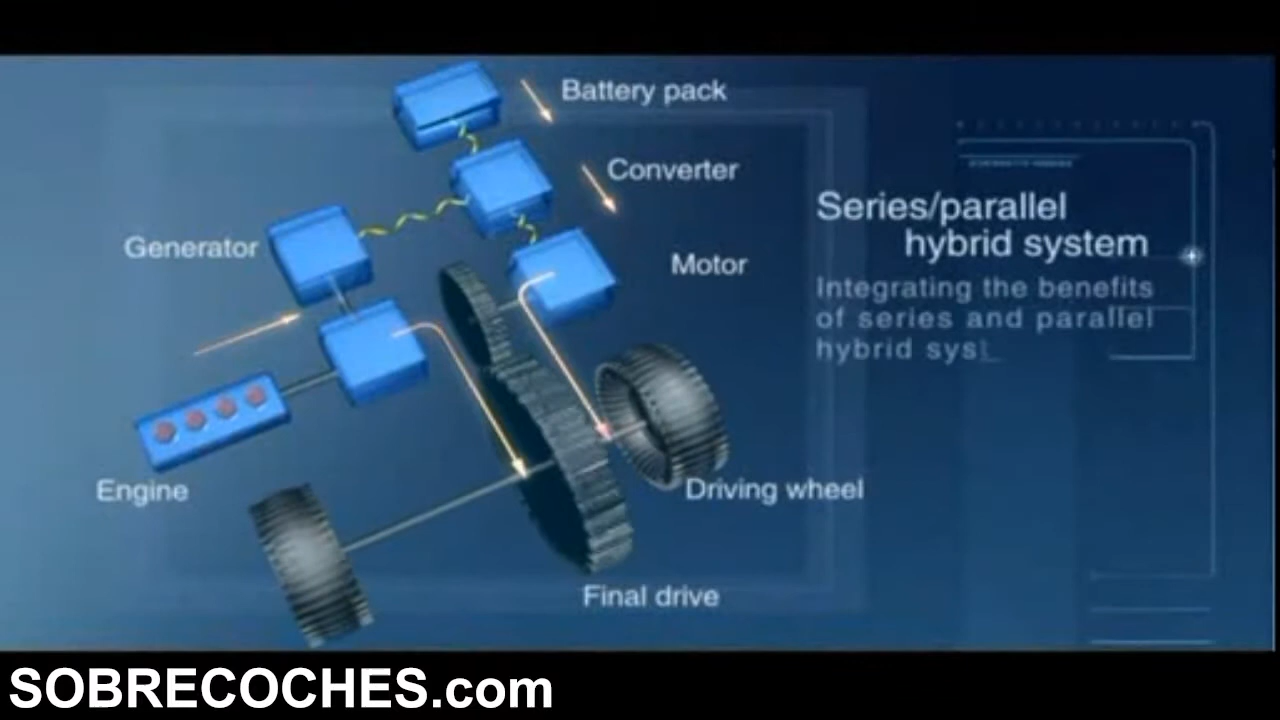 Battery pack
Converter
Generator
Motor
Series/parallel
hybrid system
Integrating the benefits
of series and parallel
hybrid sys
Engine
Driving wheel
Final drive
SOBRECOCHES.com